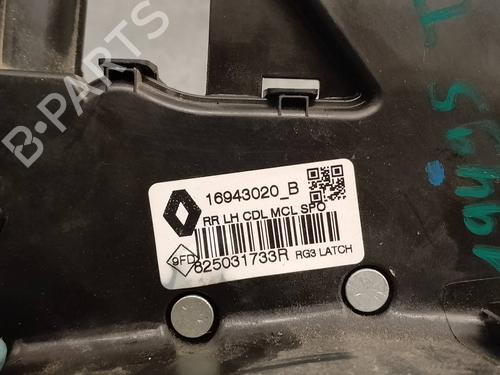 B-PARTS
16943020_B
RR LH CDL MCL SPO
9FD
825031733R RG3 LATCH